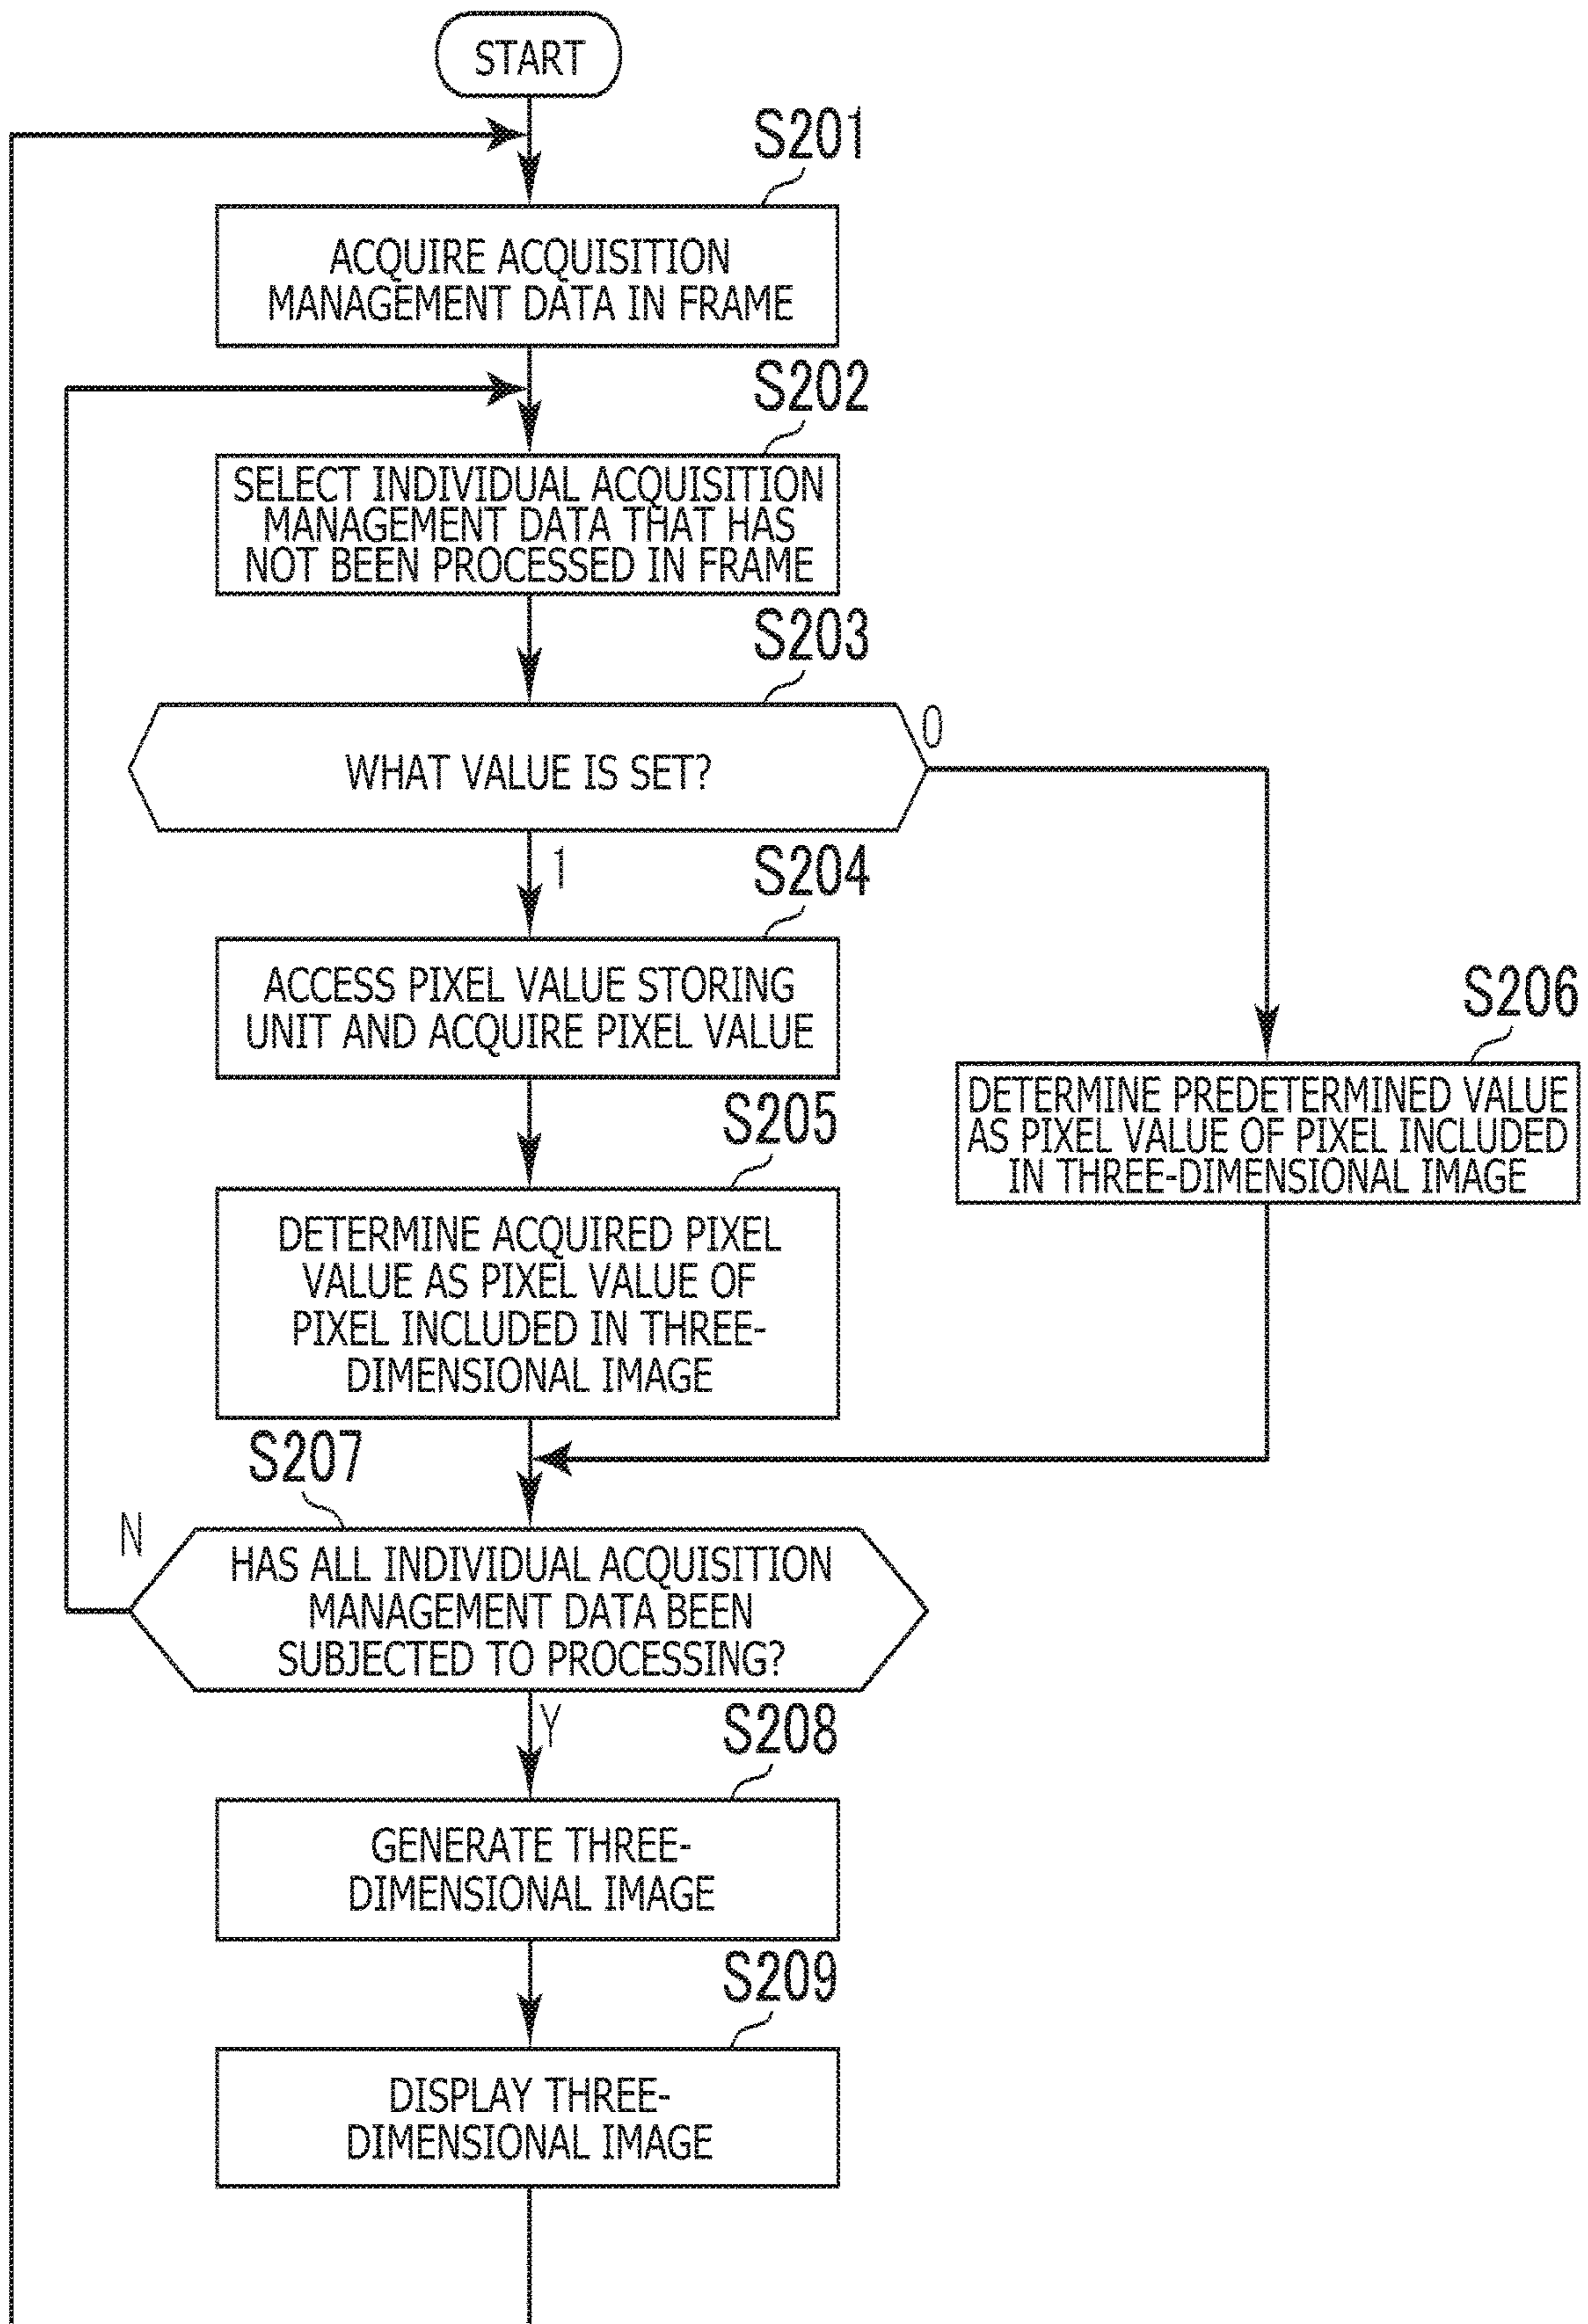 START
S201
ACQUIRE ACQUISITION
MANAGEMENT DATA IN FRAME
S202
SELECT INDIVIDUAL ACQUISITION
MANAGEMENT DATA THAT HAS
NOT BEEN PROCESSED IN FRAME
S203
0
WHAT VALUE IS SET?
1
S204
ACCESS PIXEL VALUE STORING
UNIT AND ACQUIRE PIXEL VALUE
S206
DETERMINE PREDETERMINED VALUE
AS PIXEL VALUE OF PIXEL INCLUDED
IN THREE-DIMENSIONAL IMAGE
S205
DETERMINE ACQUIRED PIXEL
VALUE AS PIXEL VALUE OF
PIXEL INCLUDED IN THREE-
DIMENSIONAL IMAGE
S207
N
HAS ALL INDIVIDUAL ACQUISITION
MANAGEMENT DATA BEEN
SUBJECTED TO PROCESSING?
Y
S208
GENERATE THREE-
DIMENSIONAL IMAGE
S209
DISPLAY THREE-
DIMENSIONAL IMAGE